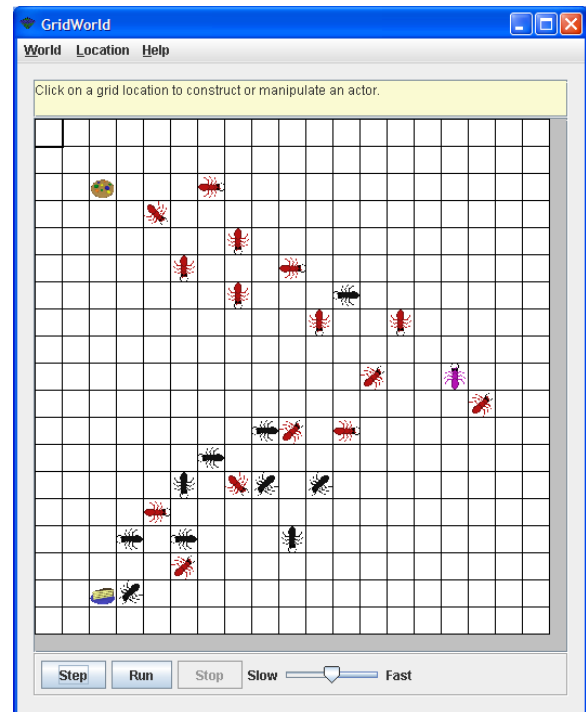 GridWorld
World Location Help
Click on a grid location to construct or manipulate an actor.
Step Run Stop Slow Fast